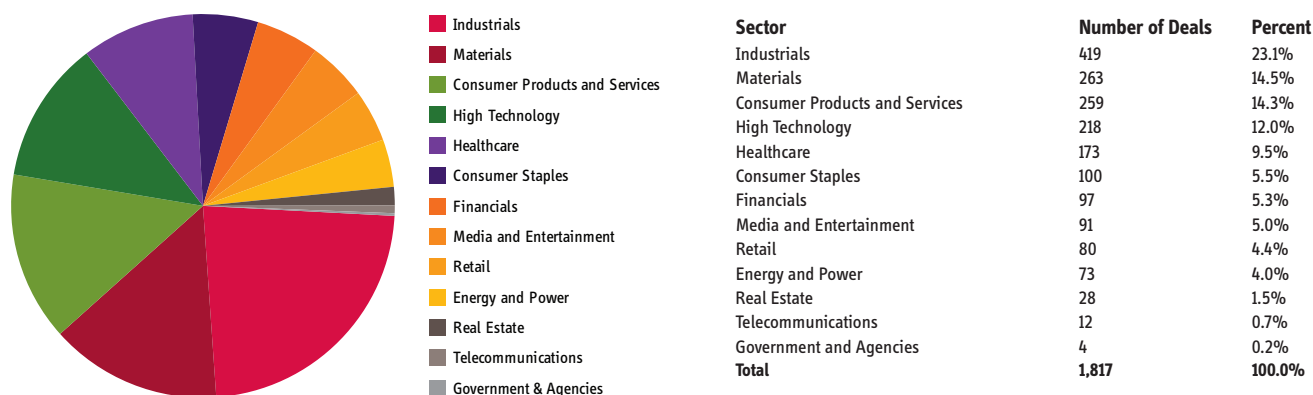 Industrials
Materials
Consumer Products and Services
High Technology
Healthcare
Consumer Staples
Financials
Media and Entertainment
Retail
Energy and Power
Real Estate
Telecommunications
Government & Agencies
Sector Number of Deals Percent
Industrials 419 23.1%
Materials 263 14.5%
Consumer Products and Services 259 14.3%
High Technology 218 12.0%
Healthcare 173 9.5%
Consumer Staples 100 5.5%
Financials 97 5.3%
Media and Entertainment 91 5.0%
Retail 80 4.4%
Energy and Power 73 4.0%
Real Estate 28 1.5%
Telecommunications 12 0.7%
Government and Agencies 4 0.2%
Total 1,817 100.0%